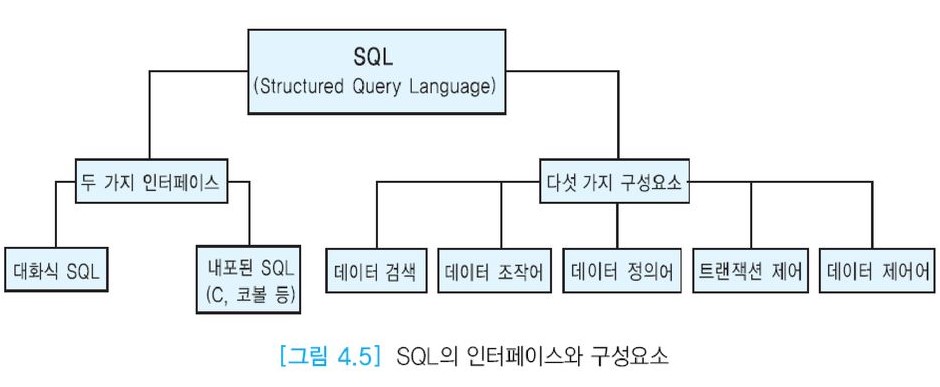 SQL
(Structured Query Language)
두 가지 인터페이스
다섯 가지 구성요소
대화식 SQL
내포된 SQL
(C, 코볼 등)
데이터 검색
데이터 조작어
데이터 정의어
트랜잭션 제어
데이터 제어어
[그림 4.5] SQL의 인터페이스와 구성요소